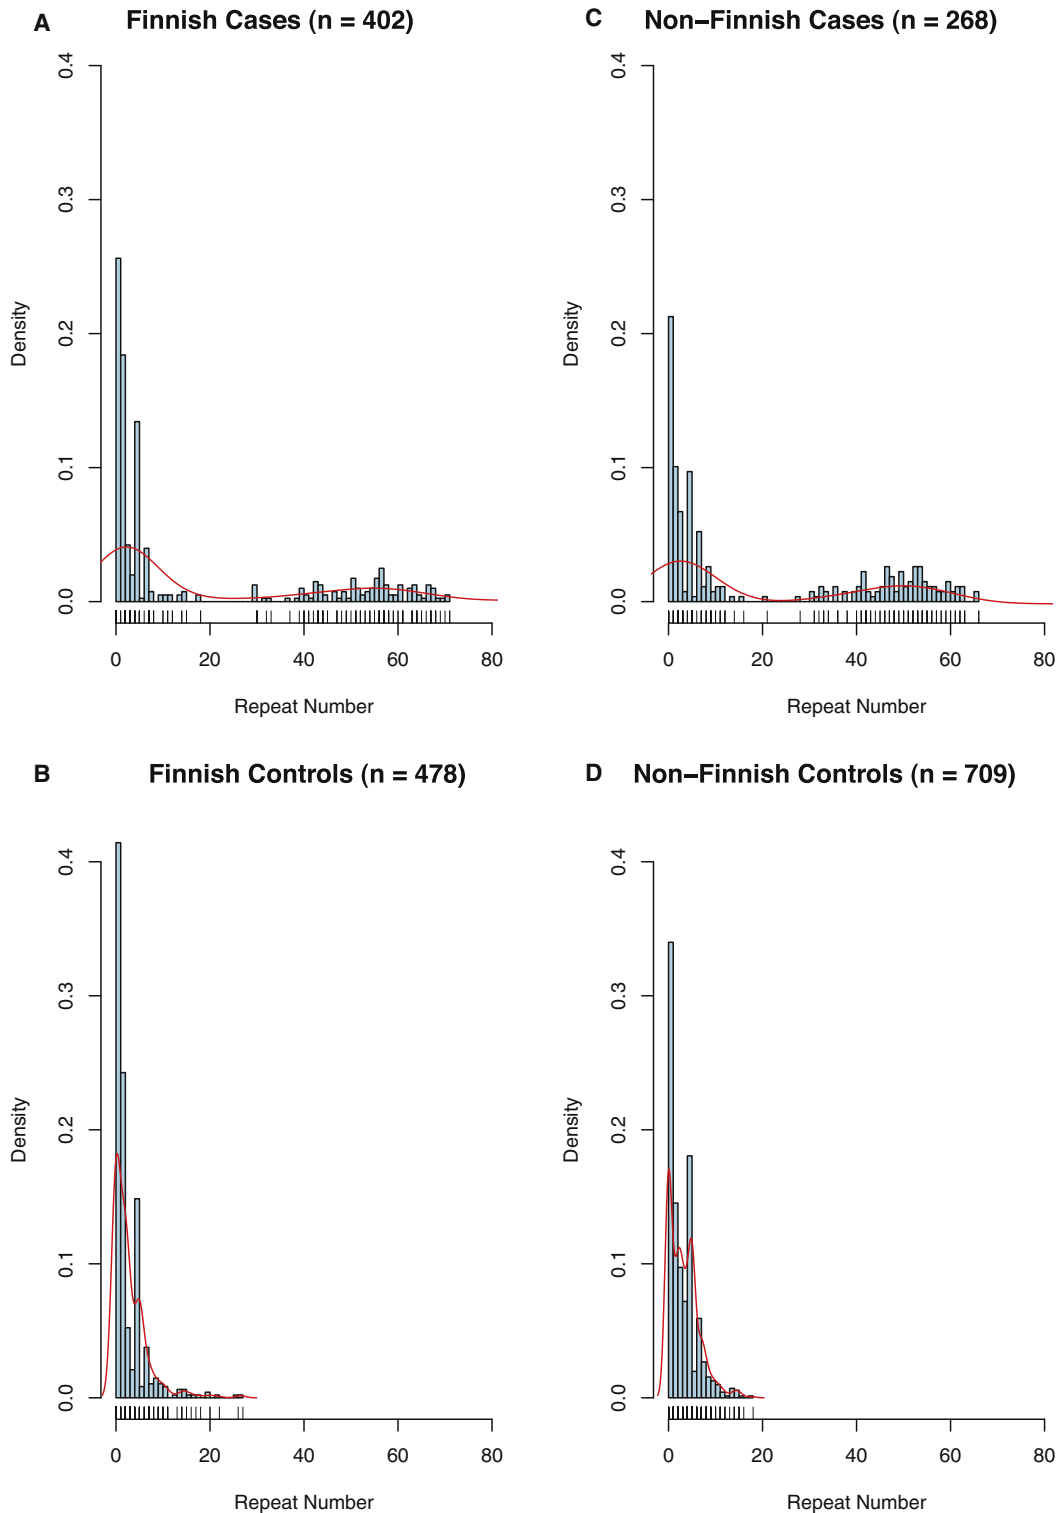 A Finnish Cases (n = 402)
0.4
0.3
0.2
0.1
0.0
Density
0 20 40 60 80
Repeat Number
C Non−Finnish Cases (n = 268)
0.4
0.3
0.2
0.1
0.0
Density
0 20 40 60 80
Repeat Number
B Finnish Controls (n = 478)
0.4
0.3
0.2
0.1
0.0
Density
0 20 40 60 80
Repeat Number
D Non−Finnish Controls (n = 709)
0.4
0.3
0.2
0.1
0.0
Density
0 20 40 60 80
Repeat Number